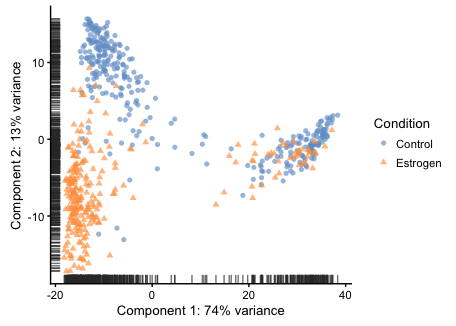 10
0
-10
Component 2: 13% variance
-20
0
20
40
Component 1: 74% variance
Condition
Control
Estrogen